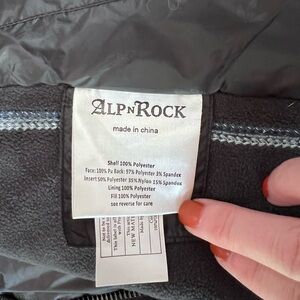 ALPNROCK
made in china
Shell 100% Polyester
Face: 100% Pu Back: 97% Polyester 3% Spandex
Insert 50% Polyester 35% Nylon 15% Spandex
Lining 100% Polyester
Fill 100% Polyester
see reverse for care